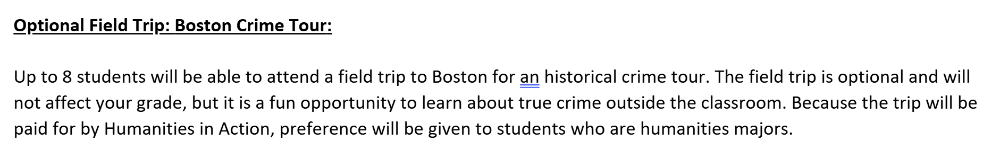 Optional Field Trip: Boston Crime Tour:
Up to 8 students will be able to attend a field trip to Boston for an historical crime tour. The field trip is optional and will
not affect your grade, but it is a fun opportunity to learn about true crime outside the classroom. Because the trip will be
paid for by Humanities in Action, preference will be given to students who are humanities majors.